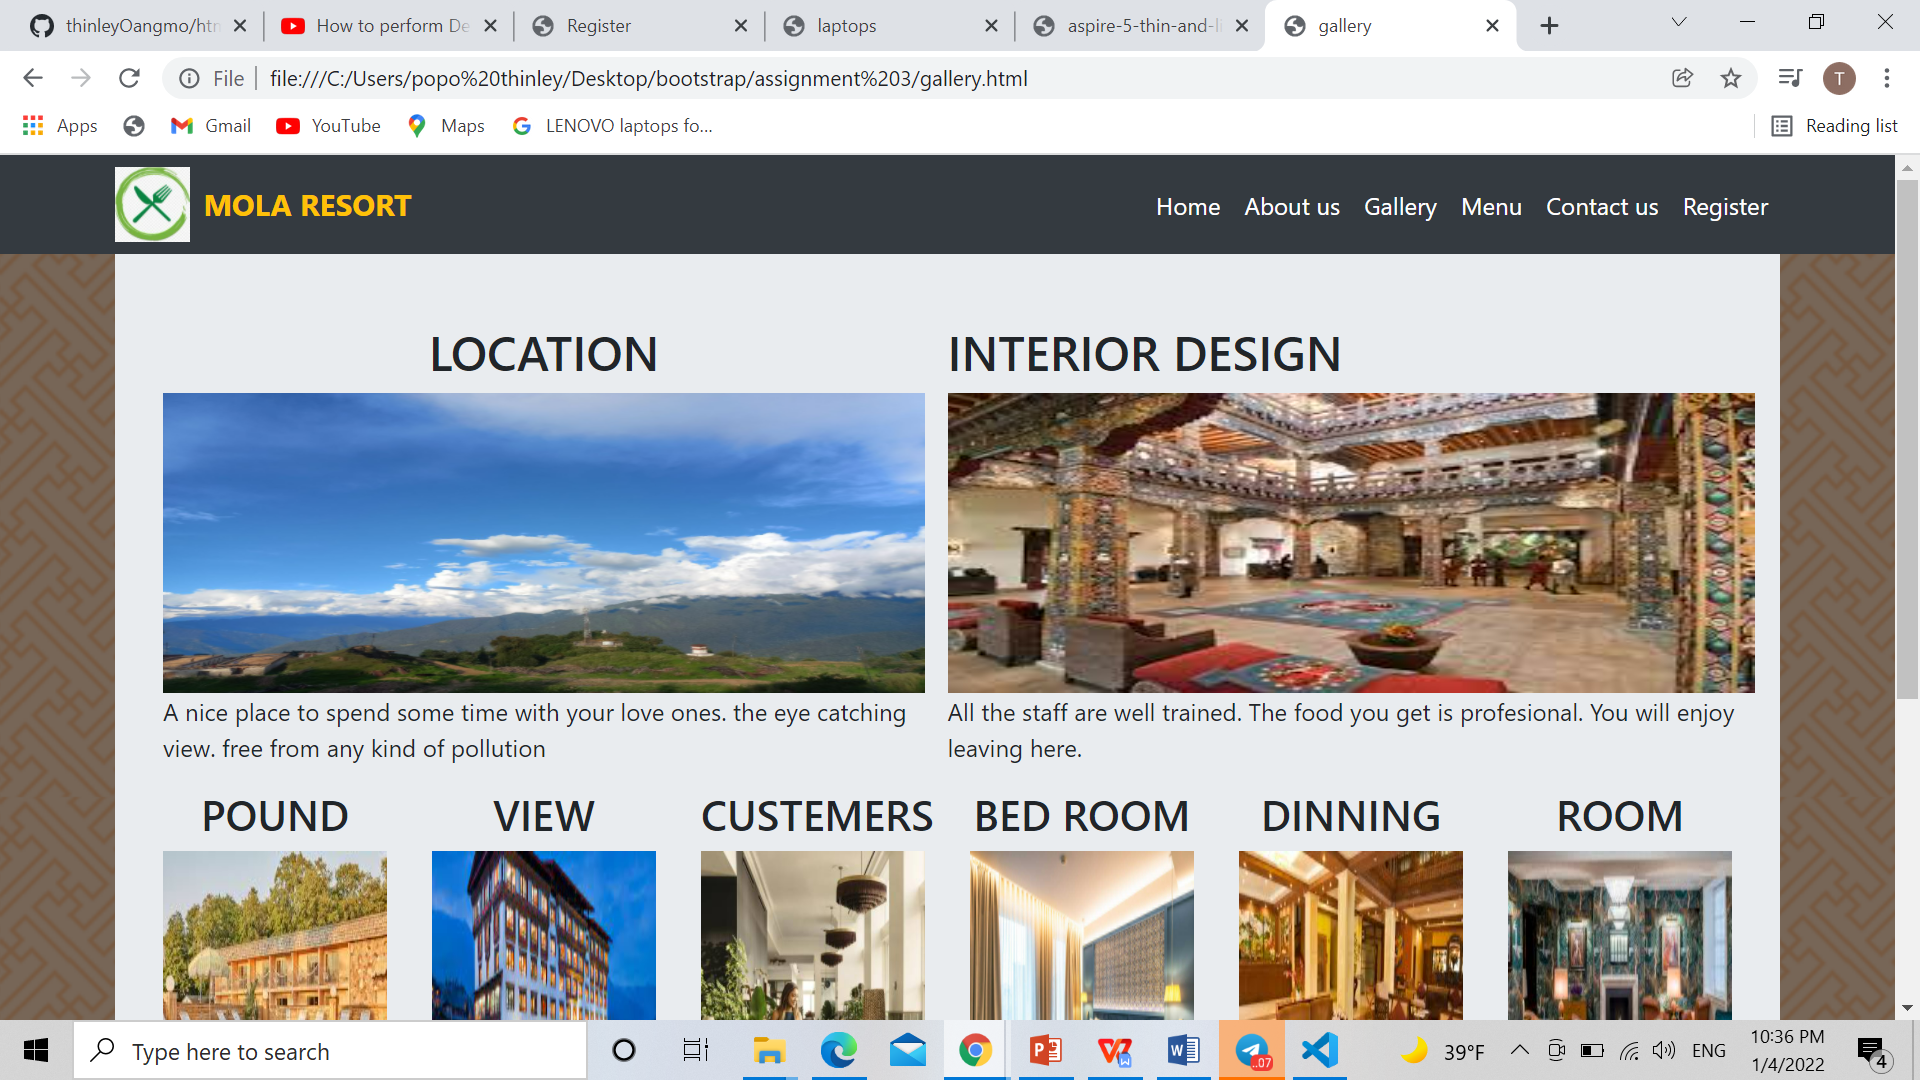 thinleyOangmo/htm
How to perform De
Register
laptops
aspire-5-thin-and-li
gallery
File
file:///C:/Users/popo%20thinley/Desktop/bootstrap/assignment%203/gallery.html
T
Apps
Gmail
YouTube
Maps
LENOVO laptops fo...
Reading list
MOLA RESORT
Home About us Gallery Menu Contact us Register
LOCATION
INTERIOR DESIGN
A nice place to spend some time with your love ones. the eye catching
view. free from any kind of pollution
All the staff are well trained. The food you get is profesional. You will enjoy
leaving here.
POUND
VIEW
CUSTEMERS
BED ROOM
DINNING
ROOM
Type here to search
..07
39°F
ENG
10:36 PM
1/4/2022
4